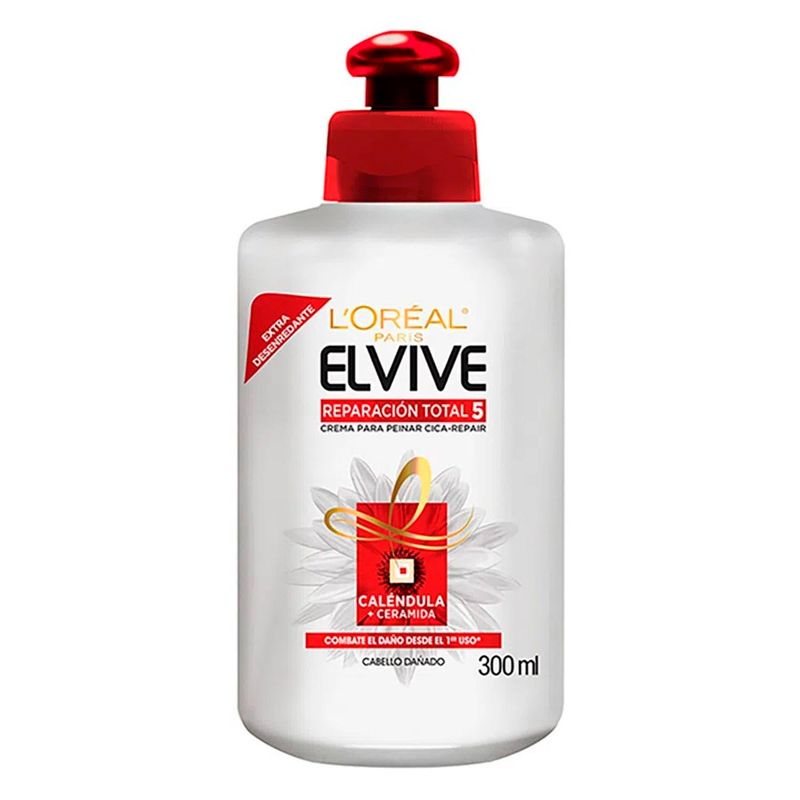 EXTRA
DESENREDANTE
L'ORÉAL®
PARIS
ELVIVE
REPARACIÓN TOTAL 5
CREMA PARA PEINAR CICA-REPAIR
CALÉNDULA
+ CERAMIDA
COMBATE EL DAÑO DESDE EL 1er USO*
CABELLO DAÑADO
300 ml